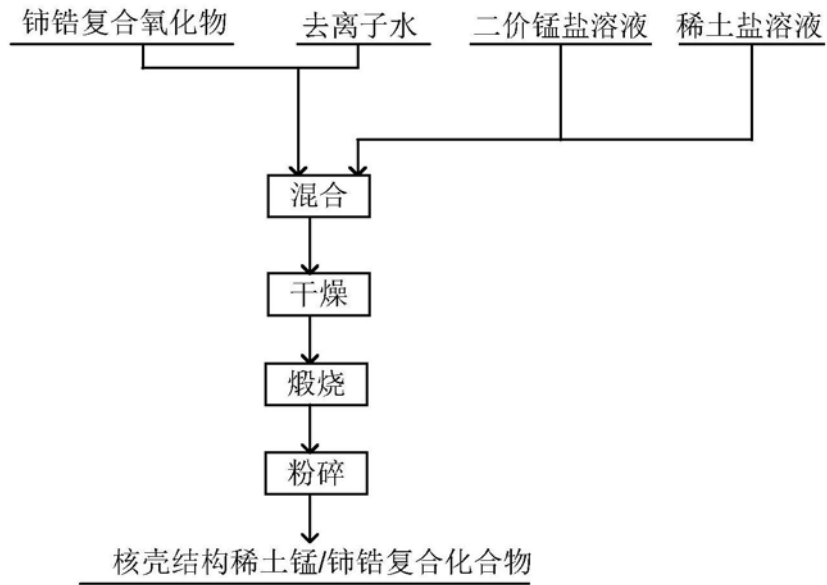 铈锆复合氧化物
去离子水
二价锰盐溶液
稀土盐溶液
混合
干燥
煅烧
粉碎
核壳结构稀土锰/铈锆复合化合物